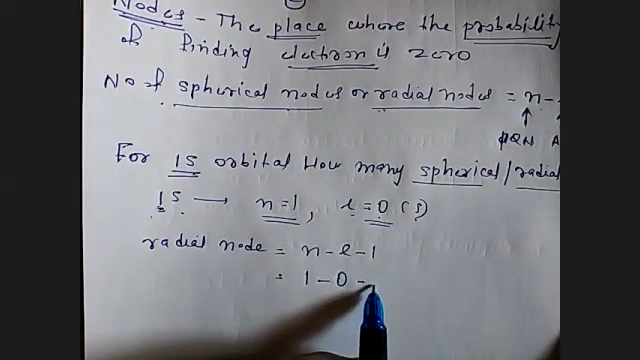 Nodes - The place where the probability
of finding electron is zero
No of spherical nodes or radial nodes = n -
PQN A
For 1s orbital How many spherical / radial
1s → n = 1, l = 0 (s)
radial node = n - l - 1
= 1 - 0 -